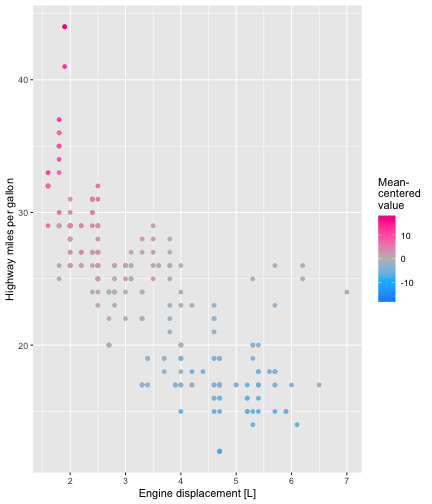 40
30
20
Highway miles per gallon
2
3
4
5
6
7
Engine displacement [L]
Mean-
centered
value
10
0
-10